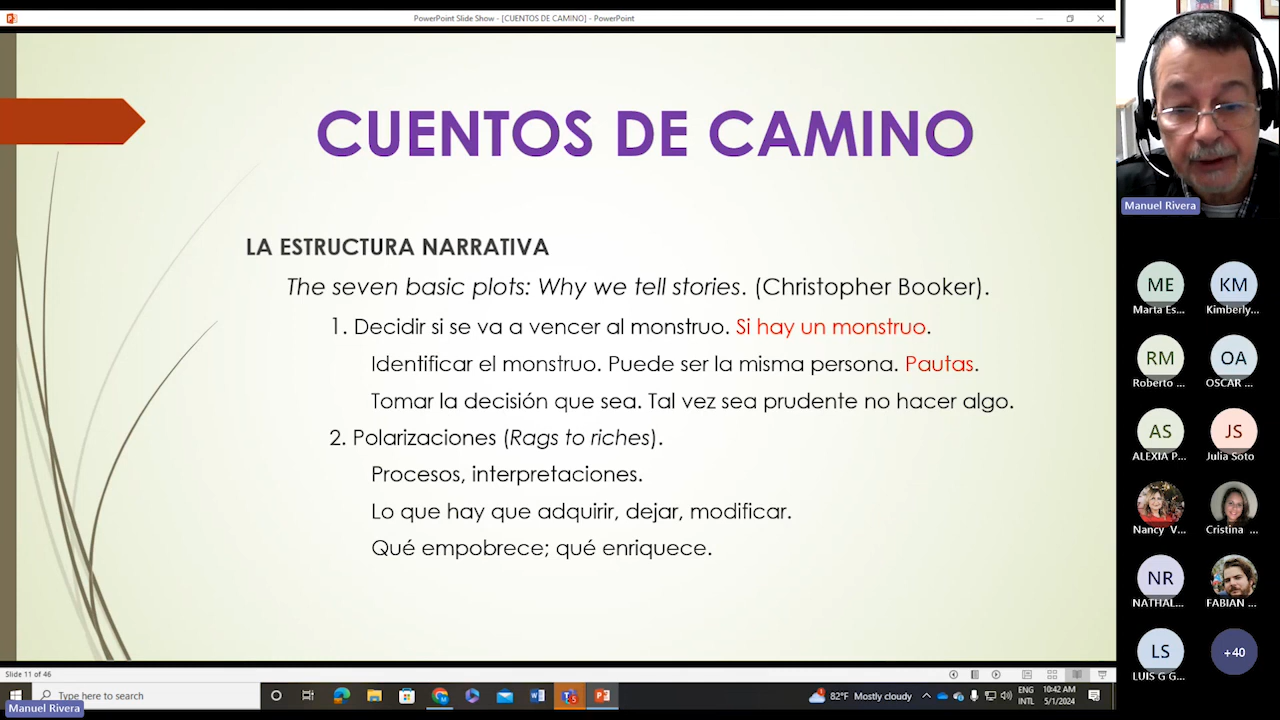 PowerPoint Slide Show - [CUENTOS DE CAMINO] - PowerPoint
CUENTOS DE CAMINO
LA ESTRUCTURA NARRATIVA
The seven basic plots: Why we tell stories. (Christopher Booker).
1. Decidir si se va a vencer al monstruo. Si hay un monstruo.
Identificar el monstruo. Puede ser la misma persona. Pautas.
Tomar la decisión que sea. Tal vez sea prudente no hacer algo.
2. Polarizaciones (Rags to riches).
Procesos, interpretaciones.
Lo que hay que adquirir, dejar, modificar.
Qué empobrece; qué enriquece.
Slide 11 of 46
Type here to search
82°F Mostly cloudy
ENG
INTL
10:42 AM
5/1/2024
Manuel Rivera
Manuel Rivera
ME
Marta Es...
KM
Kimberly...
RM
Roberto ...
OA
OSCAR ...
AS
ALEXIA P...
JS
Julia Soto
Nancy V...
Cristina ...
NR
NATHAL...
FABIAN ...
LS
LUIS G G...
+40